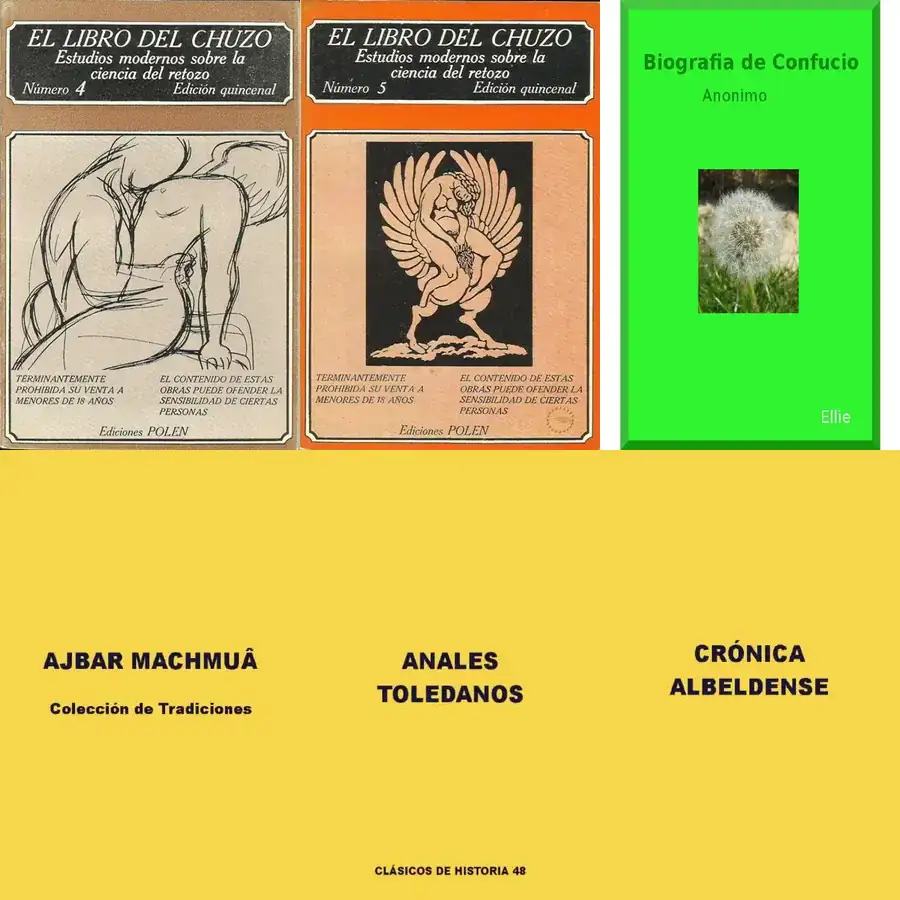 EL LIBRO DEL CHUZO
Estudios modernos sobre la
ciencia del retozo
Número 4 Edición quincenal
TERMINANTEMENTE
PROHIBIDA SU VENTA A
MENORES DE 18 AÑOS
EL CONTENIDO DE ESTAS
OBRAS PUEDE OFENDER LA
SENSIBILIDAD DE CIERTAS
PERSONAS
Ediciones POLEN
EL LIBRO DEL CHUZO
Estudios modernos sobre la
ciencia del retozo
Número 5 Edición quincenal
TERMINANTEMENTE
PROHIBIDA SU VENTA A
MENORES DE 18 AÑOS
EL CONTENIDO DE ESTAS
OBRAS PUEDE OFENDER LA
SENSIBILIDAD DE CIERTAS
PERSONAS
Ediciones POLEN
Biografia de Confucio
Anonimo
Ellie
AJBAR MACHMUÂ
Colección de Tradiciones
ANALES
TOLEDANOS
CLÁSICOS DE HISTORIA 48
CRÓNICA
ALBELDENSE